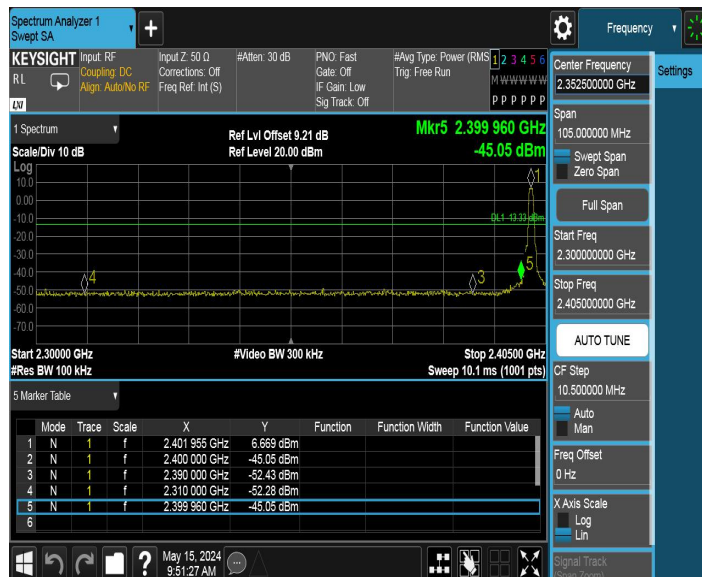 Spectrum Analyzer 1
Swept SA
+
Frequency
KEYSIGHT
RL
LXI
Input: RF
Coupling: DC
Align: Auto/No RF
Input Z: 50 Ω
Corrections: Off
Freq Ref: Int (S)
#Atten: 30 dB
PNO: Fast
Gate: Off
IF Gain: Low
Sig Track: Off
#Avg Type: Power (RMS
Trig: Free Run
1 2 3 4 5 6
M W W W W W
P P P P P P
1 Spectrum
Scale/Div 10 dB
Ref Lvl Offset 9.21 dB
Ref Level 20.00 dBm
Mkr5 2.399 960 GHz
-45.05 dBm
Log
10.0
0.00
-10.0
-20.0
-30.0
-40.0
-50.0
-60.0
-70.0
1
DL1 -13.33 dBm
5
4
3
Start 2.30000 GHz
#Video BW 300 kHz
Stop 2.40500 GHz
#Res BW 100 kHz
Sweep 10.1 ms (1001 pts)
5 Marker Table
Mode Trace Scale X Y Function Function Width Function Value
1 N 1 f 2.401 955 GHz 6.669 dBm
2 N 1 f 2.400 000 GHz -45.05 dBm
3 N 1 f 2.390 000 GHz -52.43 dBm
4 N 1 f 2.310 000 GHz -52.28 dBm
5 N 1 f 2.399 960 GHz -45.05 dBm
6
?
May 15, 2024
9:51:27 AM
Center Frequency
2.352500000 GHz
Settings
Span
105.000000 MHz
Swept Span
Zero Span
Full Span
Start Freq
2.300000000 GHz
Stop Freq
2.405000000 GHz
AUTO TUNE
CF Step
10.500000 MHz
Auto
Man
Freq Offset
0 Hz
X Axis Scale
Log
Lin
Signal Track
(Span Zoom)